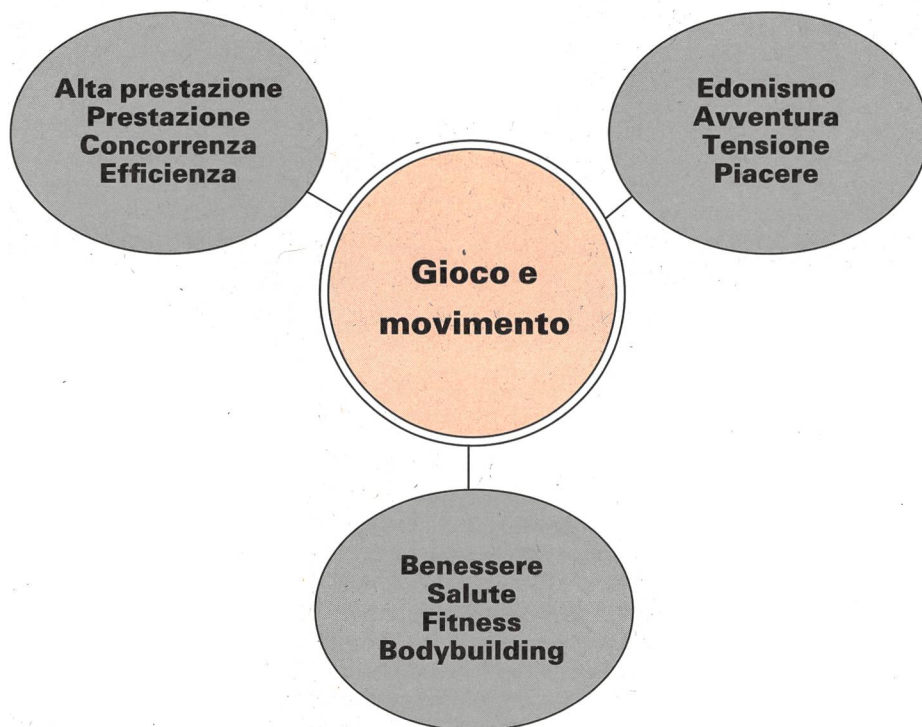 Alta prestazione
Prestazione
Concorrenza
Efficienza
Edonismo
Avventura
Tensione
Piacere
Gioco e
movimento
Benessere
Salute
Fitness
Bodybuilding